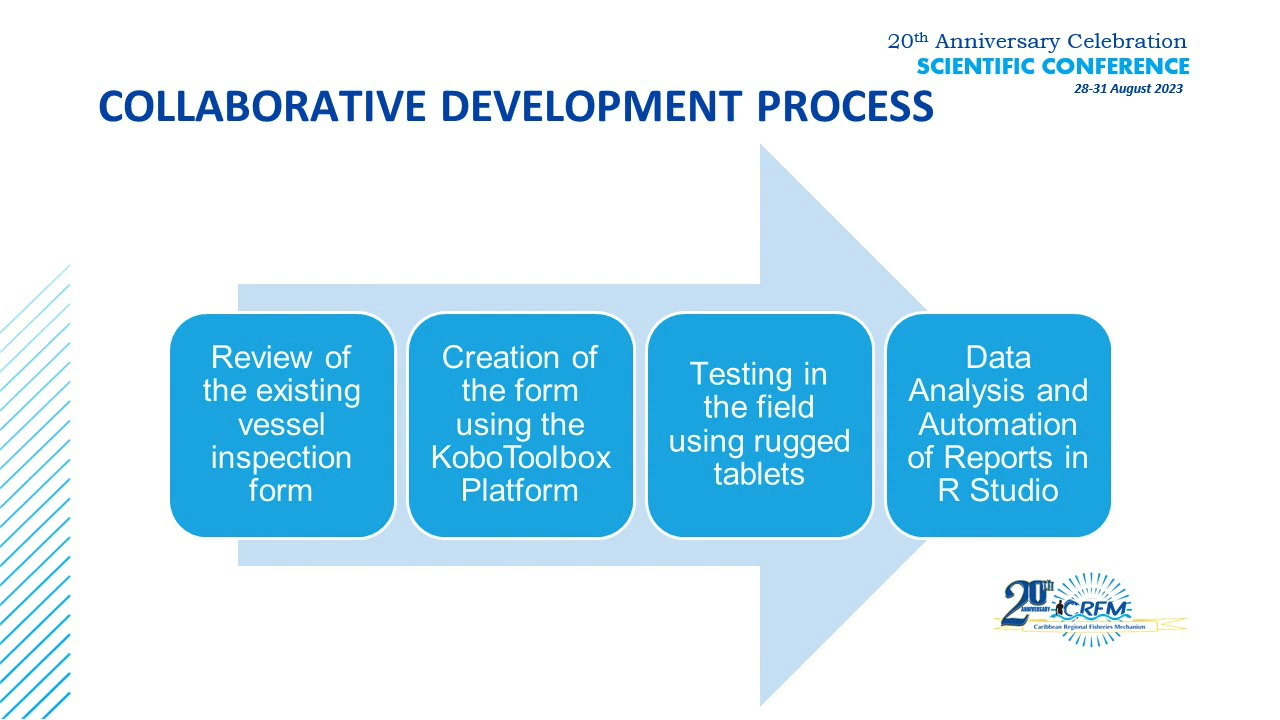 20th Anniversary Celebration
SCIENTIFIC CONFERENCE
28-31 August 2023
COLLABORATIVE DEVELOPMENT PROCESS
Review of
the existing
vessel
inspection
form
Creation of
the form
using the
KoboToolbox
Platform
Testing in
the field
using rugged
tablets
Data
Analysis and
Automation
of Reports in
R Studio
20TH
ANNIVERSARY
CRFM
Caribbean Regional Fisheries Mechanism